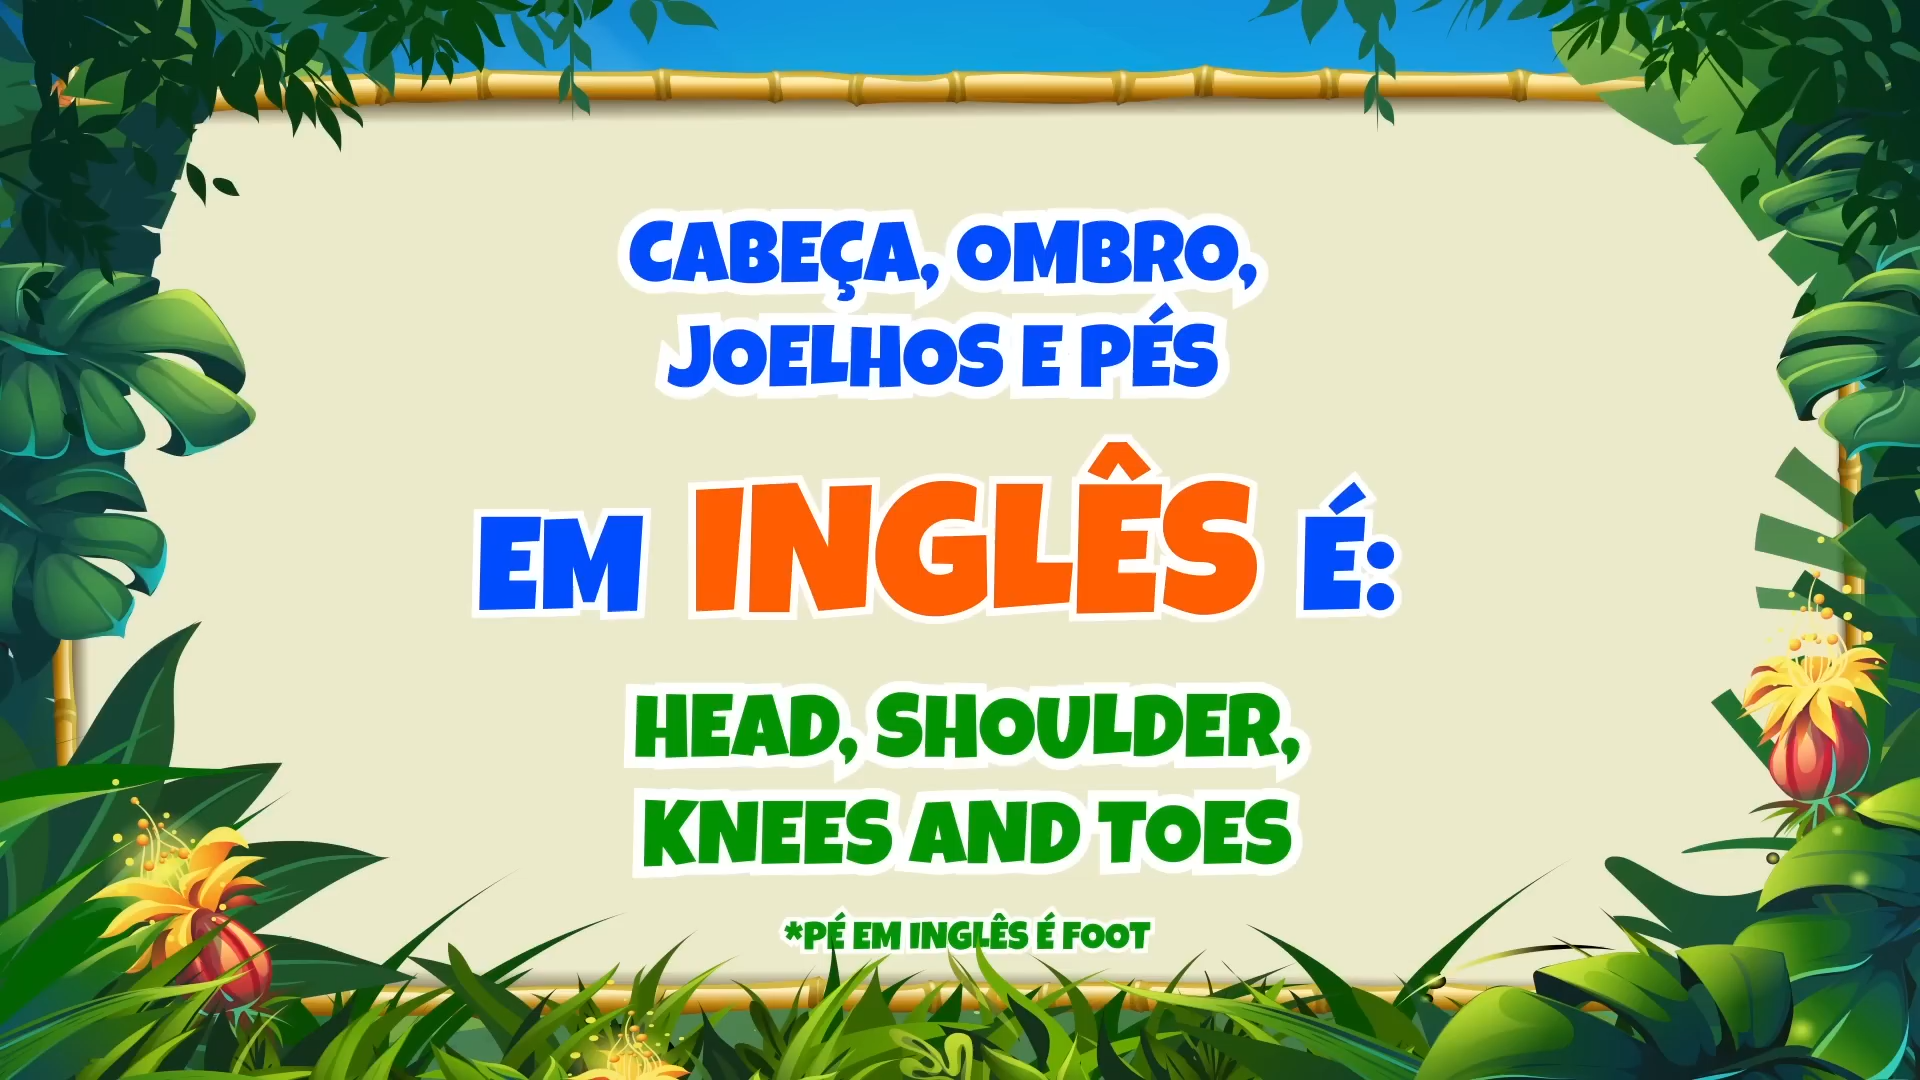 CABEÇA, OMBRO,
JOELHOS E PÉS
EM INGLÊS É:
HEAD, SHOULDER,
KNEES AND TOES
*PÉ EM INGLÊS É FOOT